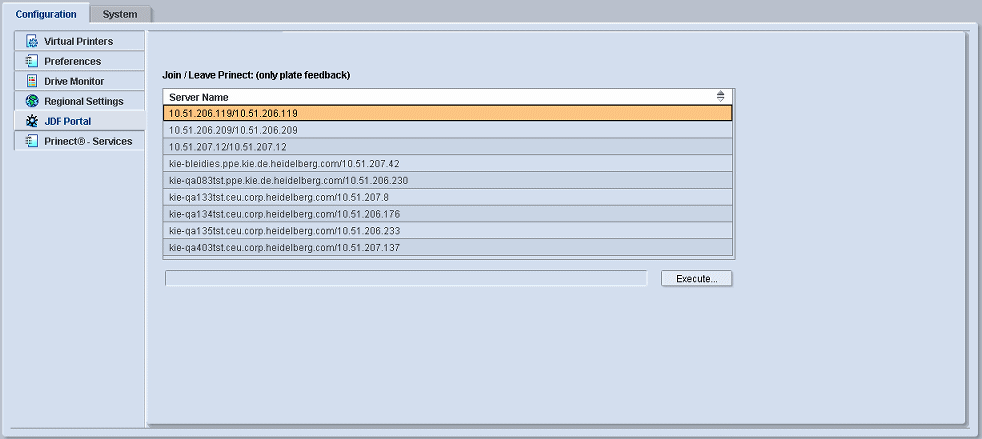 Configuration
System
Virtual Printers
Preferences
Drive Monitor
Regional Settings
JDF Portal
Prinect® - Services
Join / Leave Prinect: (only plate feedback)
Server Name
10.51.206.119/10.51.206.119
10.51.206.209/10.51.206.209
10.51.207.12/10.51.207.12
kie-bleidies.ppe.kie.de.heidelberg.com/10.51.207.42
kie-qa083tst.ppe.kie.de.heidelberg.com/10.51.206.230
kie-qa133tst.ceu.corp.heidelberg.com/10.51.207.8
kie-qa134tst.ceu.corp.heidelberg.com/10.51.206.176
kie-qa135tst.ceu.corp.heidelberg.com/10.51.206.233
kie-qa403tst.ceu.corp.heidelberg.com/10.51.207.137
Execute...